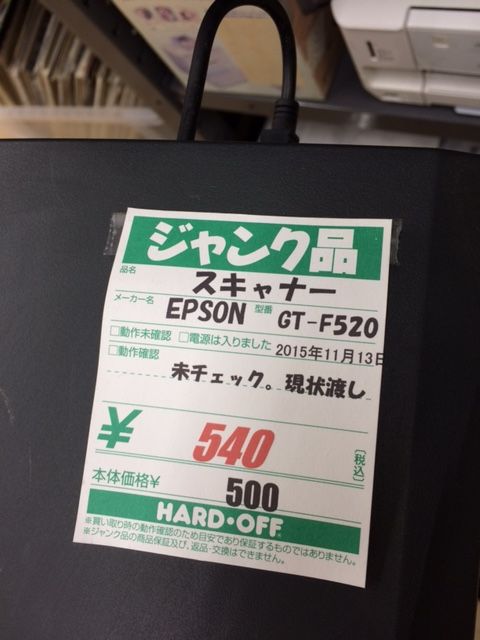 ジャンク品
品名 スキャナー
メーカー名 EPSON 型番 GT-F520
□動作未確認 □電源は入りました 2015年11月13日
□動作確認
未チェック。現状渡し
¥ 540 〔税込〕
本体価格¥ 500
HARD・OFF
※買い取り時の動作確認のため目安であり保証するものではありません。
※ジャンク品の商品保証及び、返品・交換はできません。